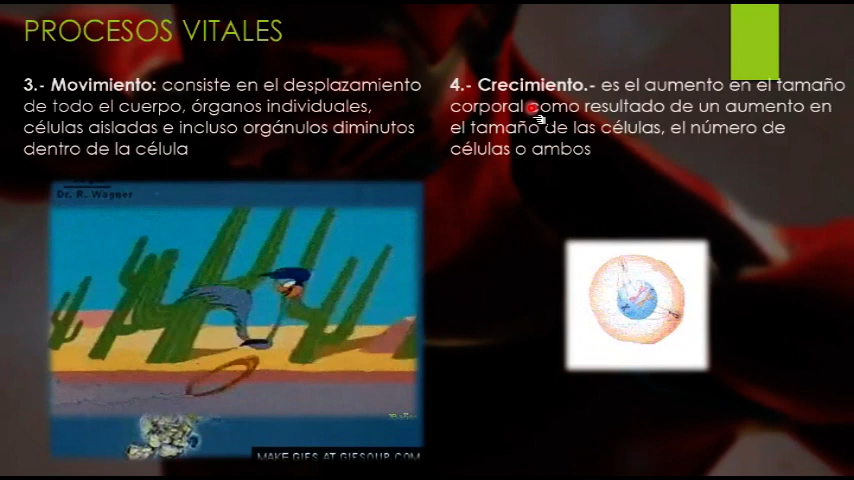 PROCESOS VITALES
3.- Movimiento: consiste en el desplazamiento
de todo el cuerpo, órganos individuales,
células aisladas e incluso orgánulos diminutos
dentro de la célula
4.- Crecimiento.- es el aumento en el tamaño
corporal como resultado de un aumento en
el tamaño de las células, el número de
células o ambos
Dr. R. Wagner
MAKE GIFS AT GIFSOUP.COM